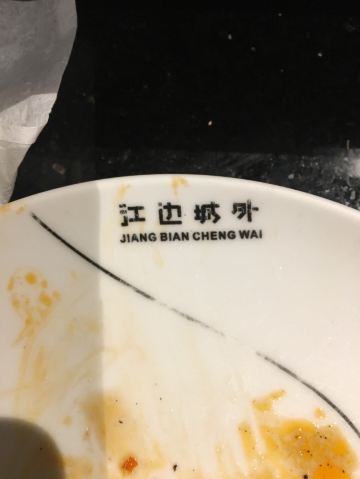 江边城外
JIANG BIAN CHENG WAI